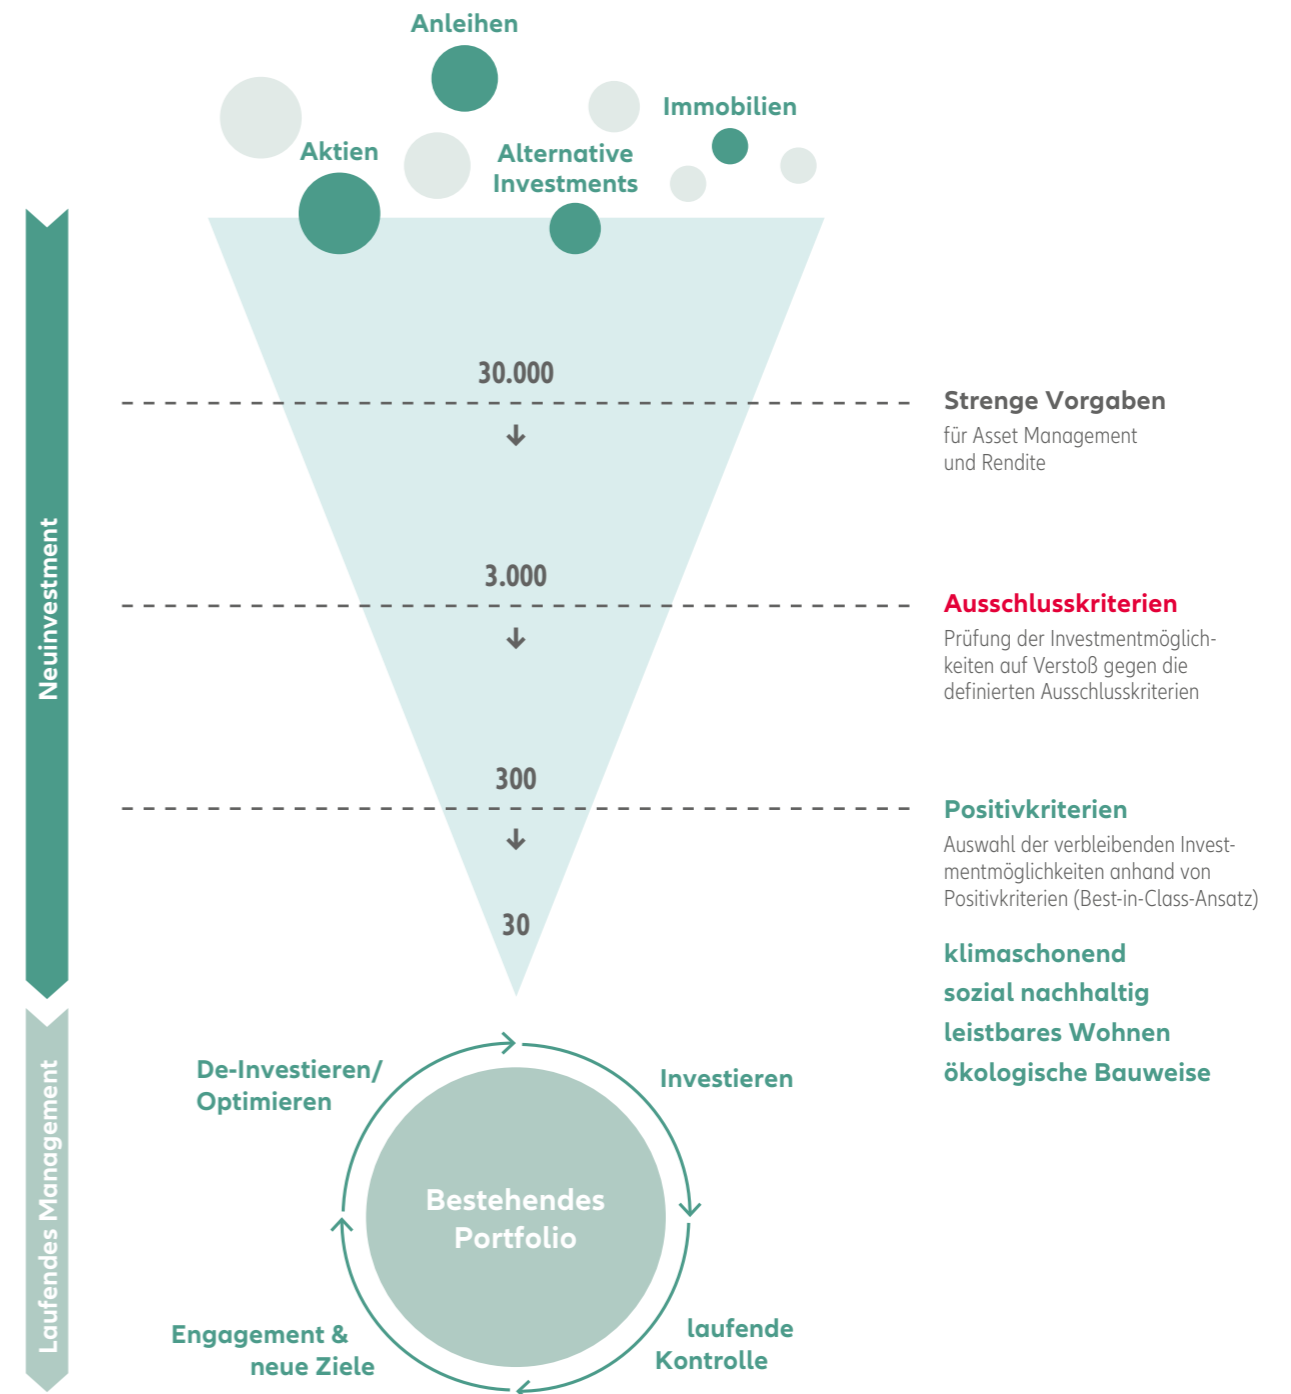 Anleihen
Immobilien
Aktien
Alternative
Investments
Neuinvestment
30.000
Strenge Vorgaben
für Asset Management
und Rendite
3.000
Ausschlusskriterien
Prüfung der Investmentmöglich-
keiten auf Verstoß gegen die
definierten Ausschlusskriterien
300
Positivkriterien
Auswahl der verbleibenden Invest-
mentmöglichkeiten anhand von
Positivkriterien (Best-in-Class-Ansatz)
30
klimaschonend
sozial nachhaltig
leistbares Wohnen
ökologische Bauweise
Laufendes Management
De-Investieren/
Optimieren
Investieren
Bestehendes
Portfolio
Engagement &
neue Ziele
laufende
Kontrolle